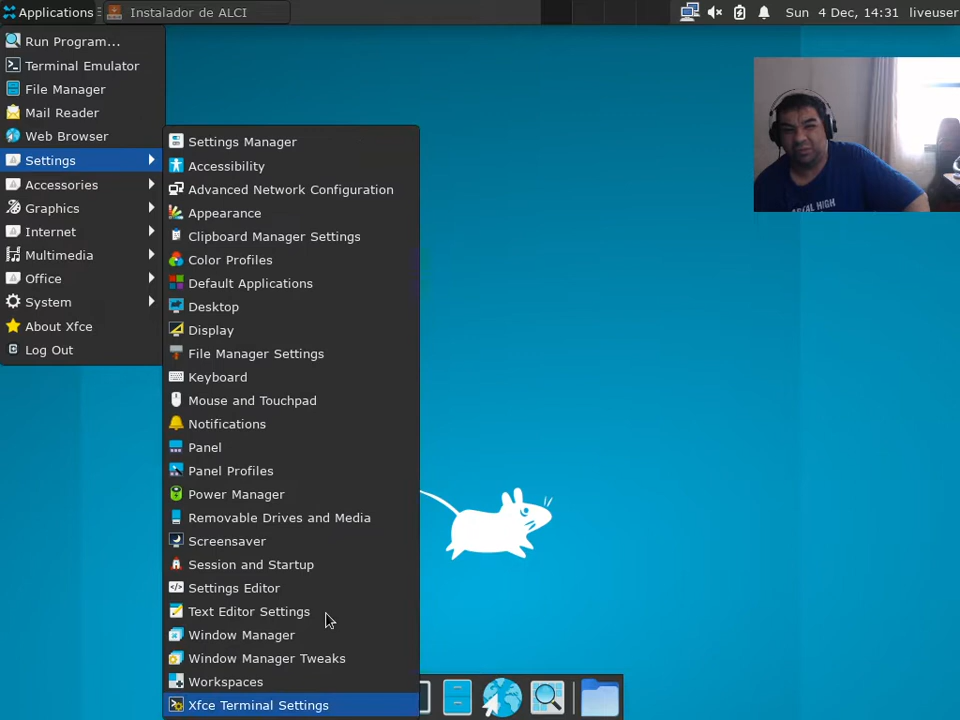 Applications
Instalador de ALCI
Sun 4 Dec, 14:31
liveuser
Run Program...
Terminal Emulator
File Manager
Mail Reader
Web Browser
Settings
Accessories
Graphics
Internet
Multimedia
Office
System
About Xfce
Log Out
Settings Manager
Accessibility
Advanced Network Configuration
Appearance
Clipboard Manager Settings
Color Profiles
Default Applications
Desktop
Display
File Manager Settings
Keyboard
Mouse and Touchpad
Notifications
Panel
Panel Profiles
Power Manager
Removable Drives and Media
Screensaver
Session and Startup
Settings Editor
Text Editor Settings
Window Manager
Window Manager Tweaks
Workspaces
Xfce Terminal Settings
HIGH